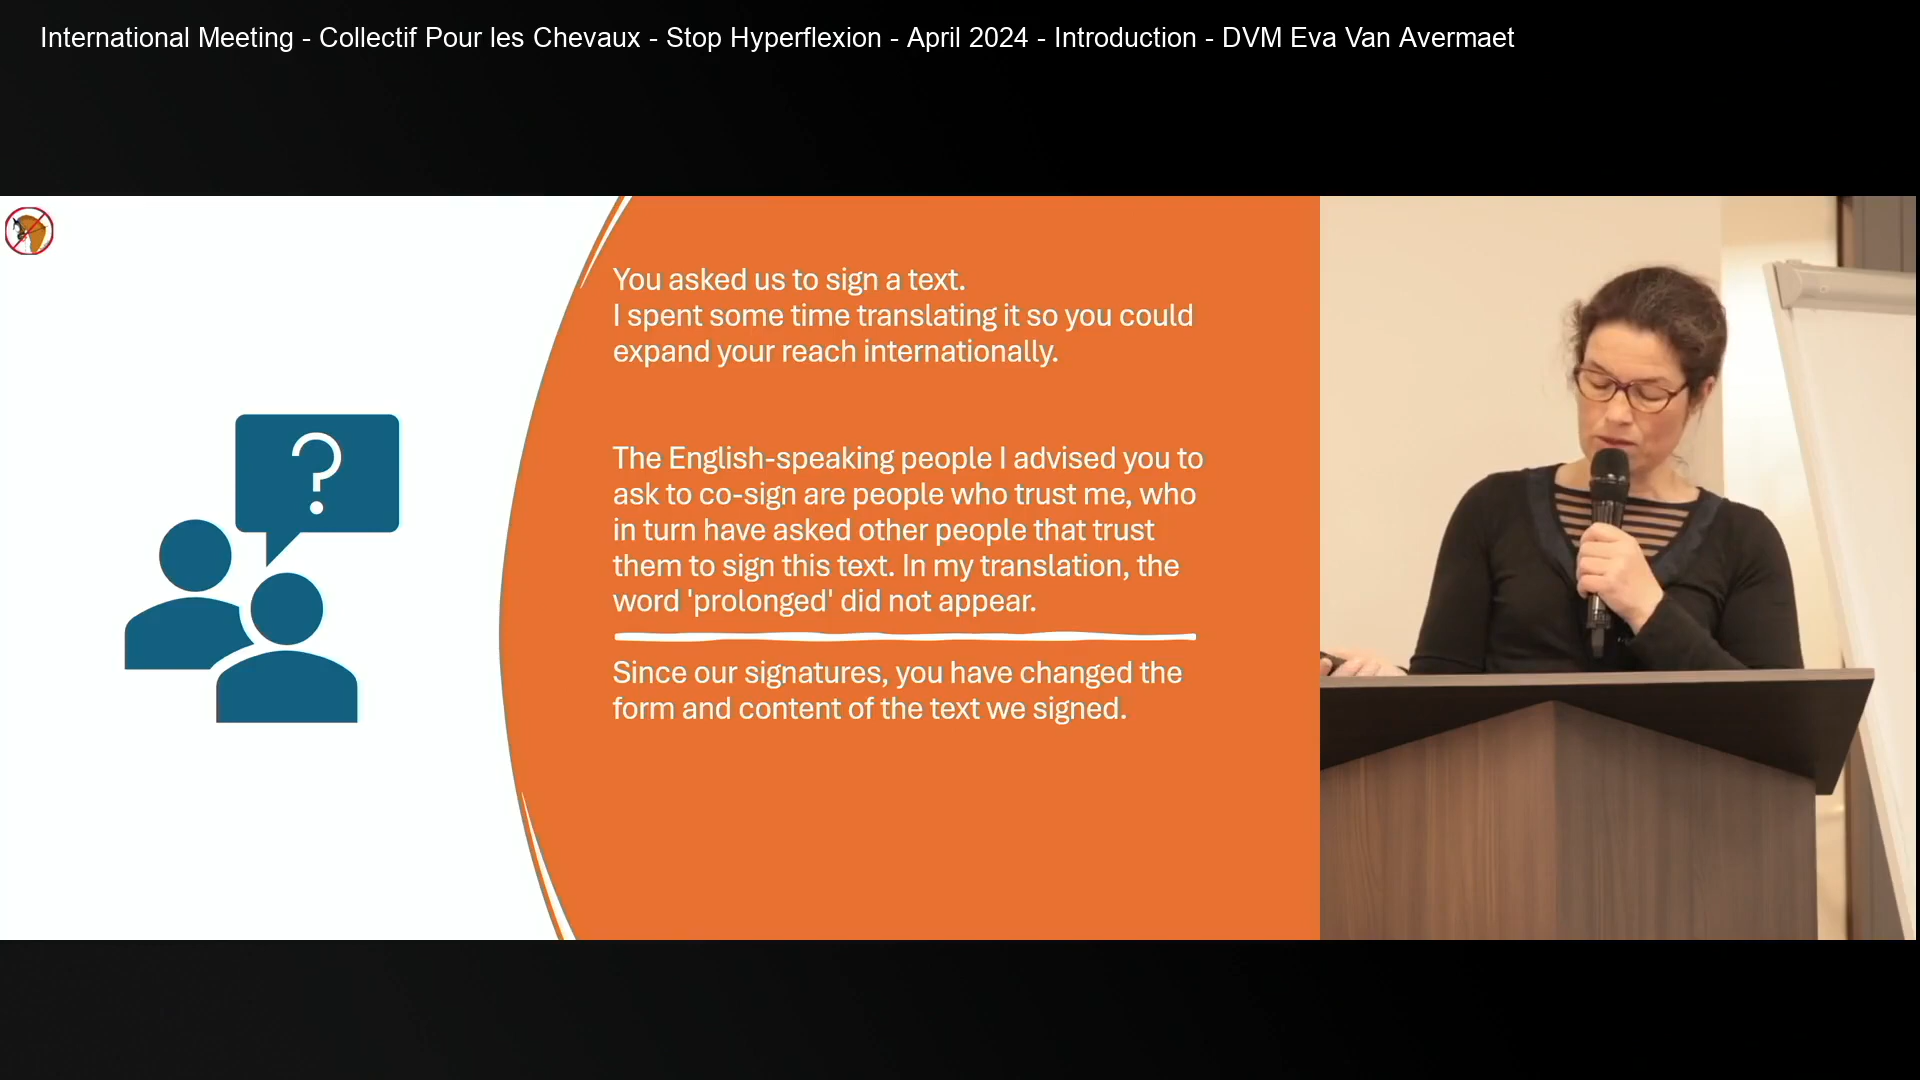 International Meeting - Collectif Pour les Chevaux - Stop Hyperflexion - April 2024 - Introduction - DVM Eva Van Avermaet
?
You asked us to sign a text.
I spent some time translating it so you could
expand your reach internationally.
The English-speaking people I advised you to
ask to co-sign are people who trust me, who
in turn have asked other people that trust
them to sign this text. In my translation, the
word 'prolonged' did not appear.
Since our signatures, you have changed the
form and content of the text we signed.